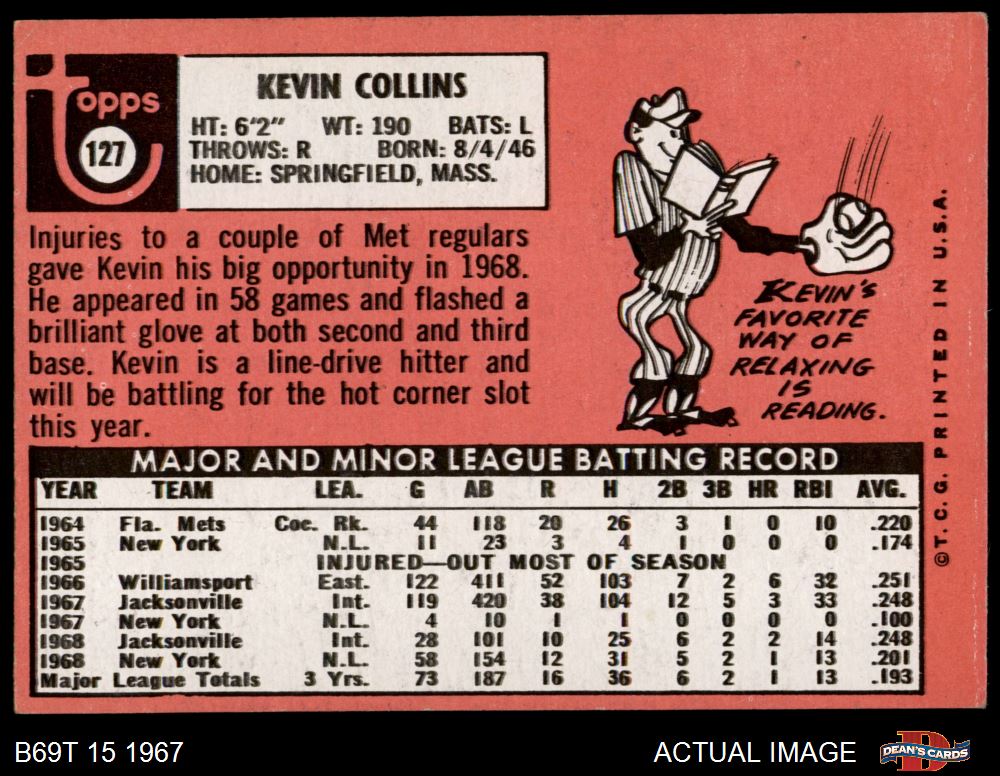 Topps
127
KEVIN COLLINS
HT: 6'2" WT: 190 BATS: L
THROWS: R BORN: 8/4/46
HOME: SPRINGFIELD, MASS.
Injuries to a couple of Met regulars
gave Kevin his big opportunity in 1968.
He appeared in 58 games and flashed a
brilliant glove at both second and third
base. Kevin is a line-drive hitter and
will be battling for the hot corner slot
this year.
KEVIN'S
FAVORITE
WAY OF
RELAXING
IS
READING.
©T.C.G. PRINTED IN U.S.A.
MAJOR AND MINOR LEAGUE BATTING RECORD
YEAR TEAM LEA. G AB R H 2B 3B HR RBI AVG.
1964 Fla. Mets Coc. Rk. 44 118 20 26 3 1 0 10 .220
1965 New York N.L. 11 23 3 4 1 0 0 0 .174
1965 INJURED—OUT MOST OF SEASON
1966 Williamsport East. 122 411 52 103 7 2 6 32 .251
1967 Jacksonville Int. 119 420 38 104 12 5 3 33 .248
1967 New York N.L. 4 10 1 1 0 0 0 0 .100
1968 Jacksonville Int. 28 101 10 25 6 2 2 14 .248
1968 New York N.L. 58 154 12 31 5 2 1 13 .201
Major League Totals 3 Yrs. 73 187 16 36 6 2 1 13 .193
B69T 15 1967
ACTUAL IMAGE
DEAN'S CARDS